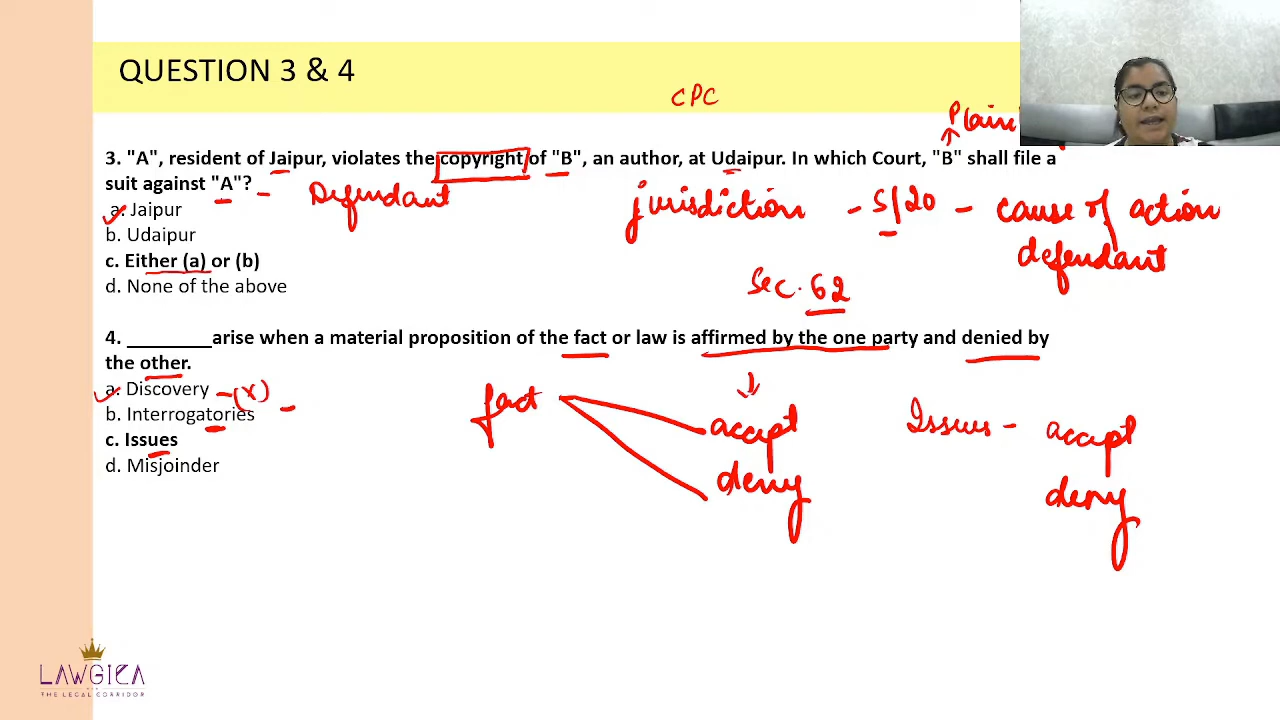 QUESTION 3 & 4
CPC
Plain
3. "A", resident of Jaipur, violates the copyright of "B", an author, at Udaipur. In which Court, "B" shall file a
suit against "A"?
Defendant
jurisdiction - S/20 - cause of action
defendant
a. Jaipur
b. Udaipur
c. Either (a) or (b)
d. None of the above
Sec. 62
4. ________arise when a material proposition of the fact or law is affirmed by the one party and denied by
the other.
a. Discovery -(X)
b. Interrogatories -
c. Issues
d. Misjoinder
fact
accept
deny
Issues - accept
deny
LAWGICA
THE LEGAL CORRIDOR